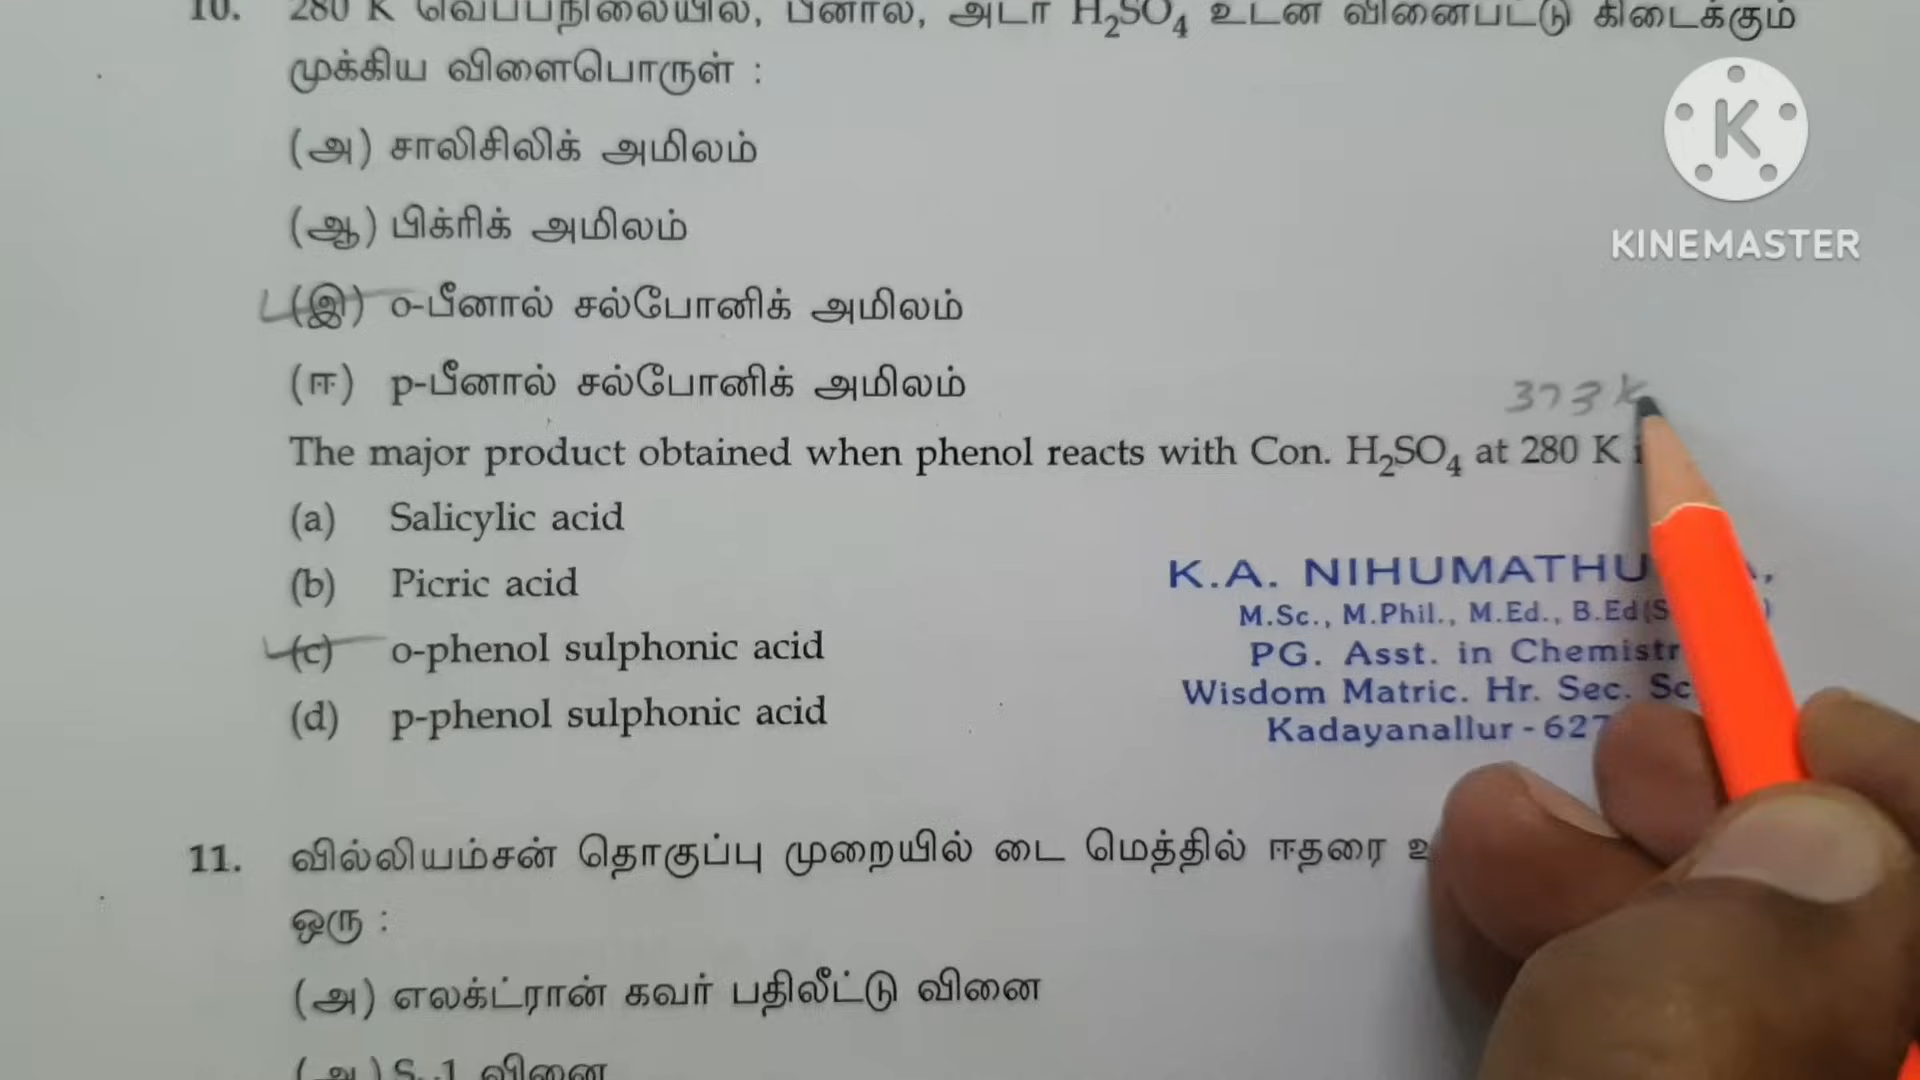 10. 280 K வெப்பநிலையில், பீனால், அடர் H₂SO₄ உடன் வினைபட்டு கிடைக்கும்
முக்கிய விளைபொருள் :
(அ) சாலிசிலிக் அமிலம்
(ஆ) பிக்ரிக் அமிலம்
(இ) o-பீனால் சல்போனிக் அமிலம்
(ஈ) p-பீனால் சல்போனிக் அமிலம்
373 K
The major product obtained when phenol reacts with Con. H₂SO₄ at 280 K
(a) Salicylic acid
(b) Picric acid
(c) o-phenol sulphonic acid
(d) p-phenol sulphonic acid
K.A. NIHUMATHU
M.Sc., M.Phil., M.Ed., B.Ed
PG. Asst. in Chemistr
Wisdom Matric. Hr. Sec. Sc
Kadayanallur - 627
11. வில்லியம்சன் தொகுப்பு முறையில் டை மெத்தில் ஈதரை
ஒரு :
(அ) எலக்ட்ரான் கவர் பதிலீட்டு வினை
வினை
KINEMASTER